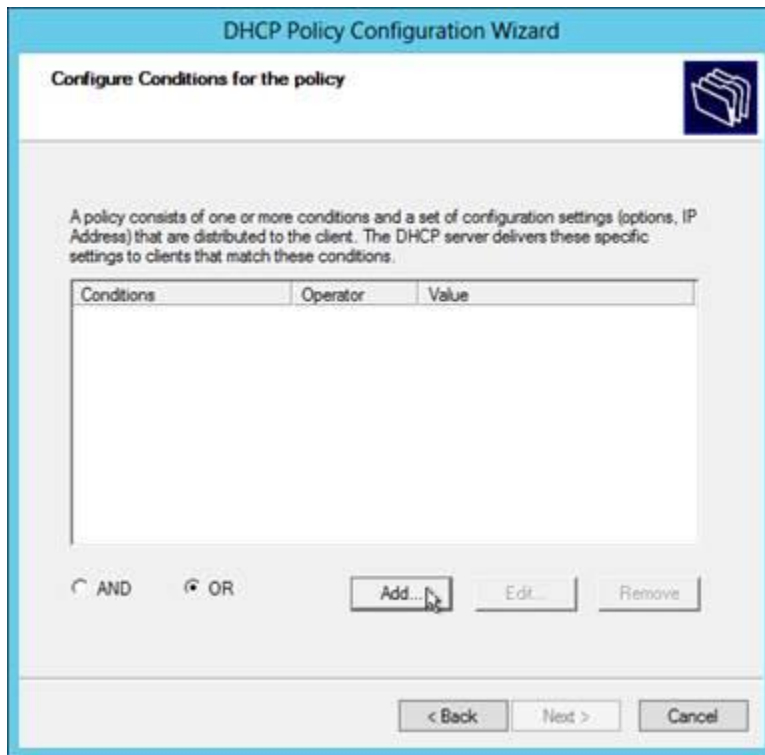 DHCP Policy Configuration Wizard
Configure Conditions for the policy
A policy consists of one or more conditions and a set of configuration settings (options, IP
Address) that are distributed to the client. The DHCP server delivers these specific
settings to clients that match these conditions.
Conditions Operator Value
AND OR Add... Edit... Remove
< Back Next > Cancel